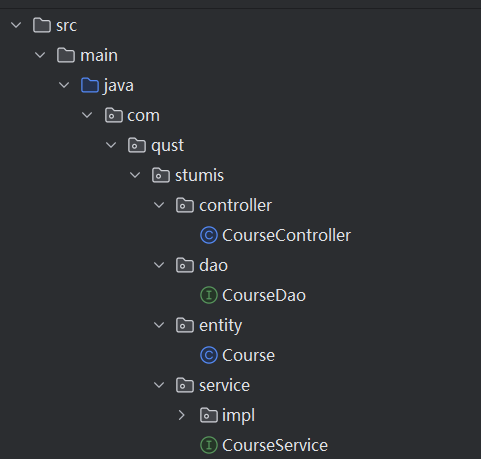 src
main
java
com
qust
stumis
controller
CourseController
dao
CourseDao
entity
Course
service
impl
CourseService